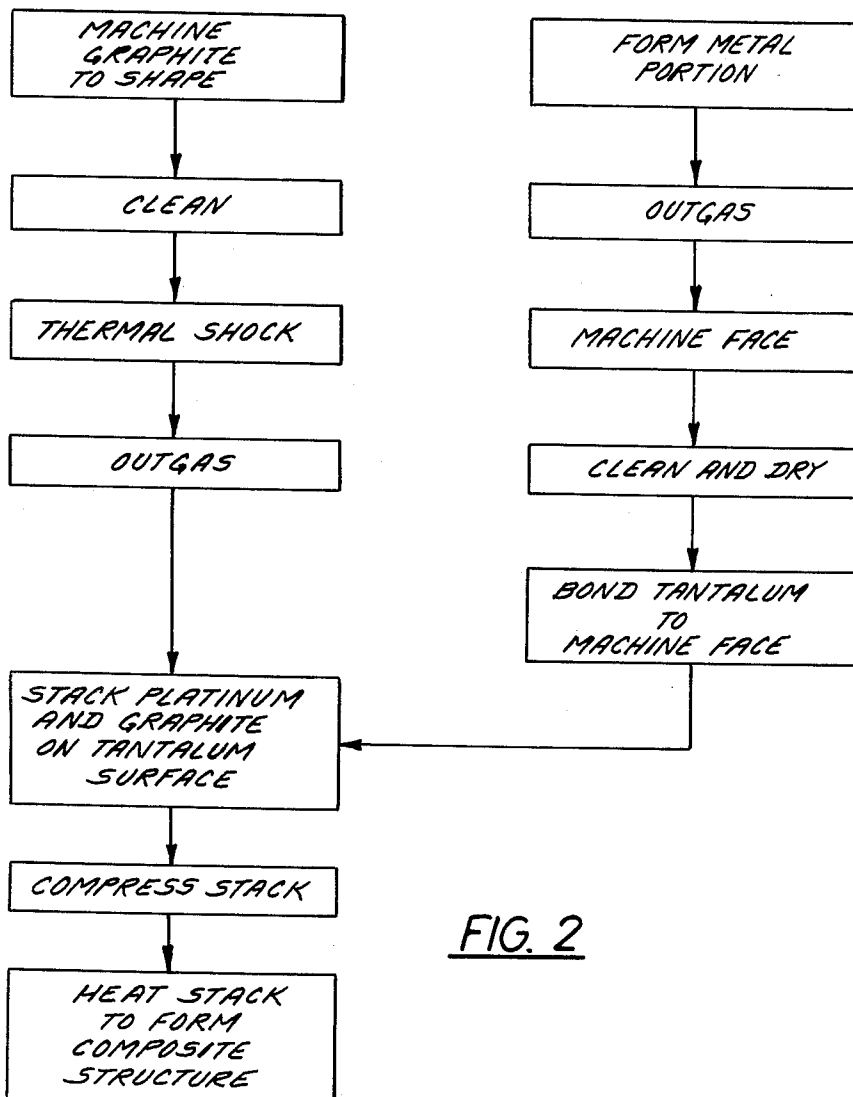 MACHINE
GRAPHITE
TO SHAPE
CLEAN
THERMAL SHOCK
OUTGAS
FORM METAL
PORTION
OUTGAS
MACHINE FACE
CLEAN AND DRY
BOND TANTALUM
TO
MACHINE FACE
STACK PLATINUM
AND GRAPHITE
ON TANTALUM
SURFACE
COMPRESS STACK
HEAT STACK
TO FORM
COMPOSITE
STRUCTURE
FIG. 2